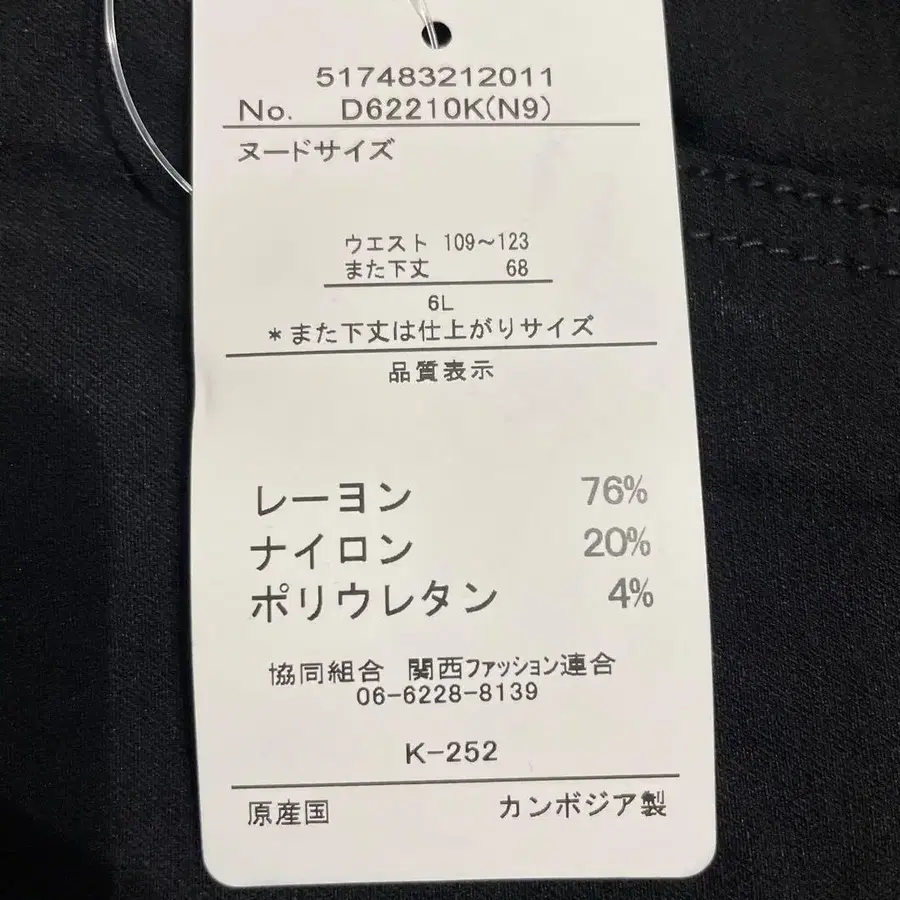 517483212011
No. D62210K(N9)
ヌードサイズ
ウエスト 109～123
また下丈 68
6L
＊また下丈は仕上がりサイズ
品質表示
レーヨン 76%
ナイロン 20%
ポリウレタン 4%
協同組合 関西ファッション連合
06-6228-8139
K-252
原産国 カンボジア製